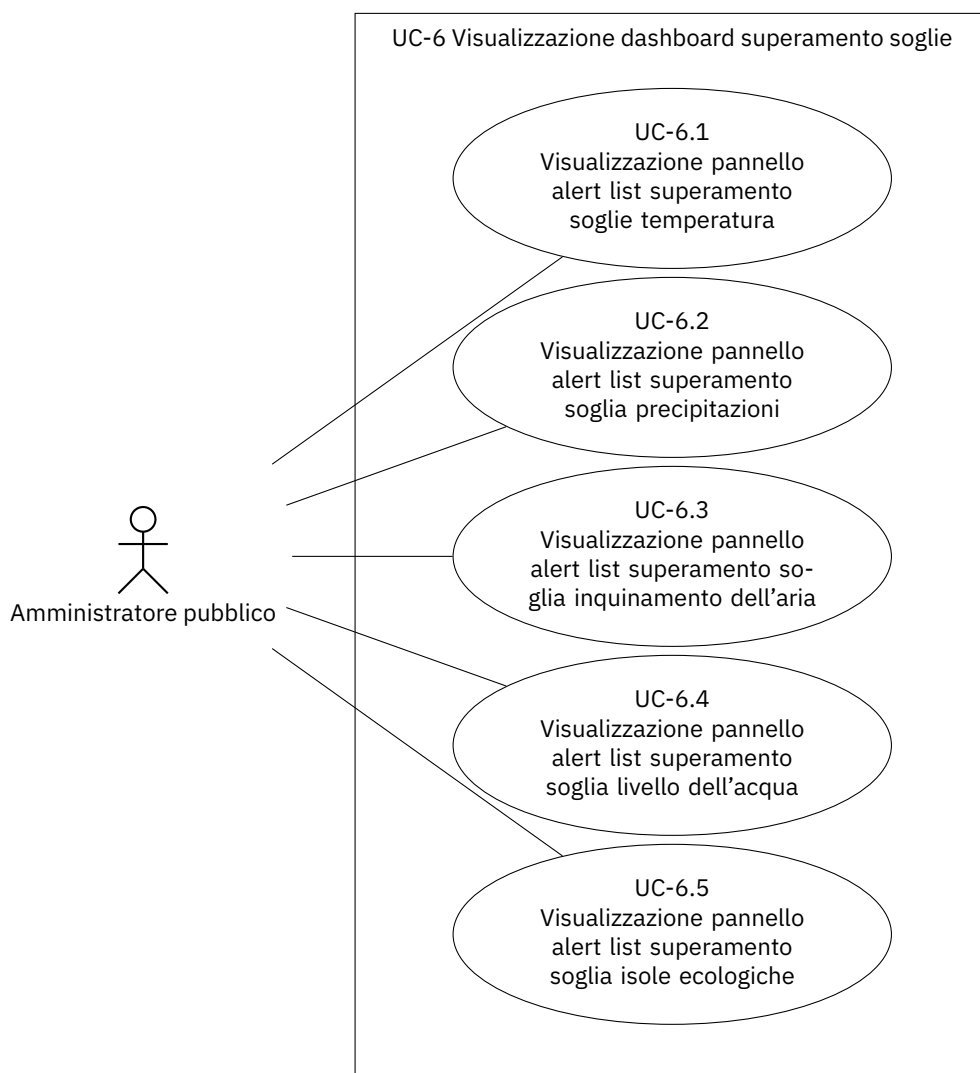 UC-6 Visualizzazione dashboard superamento soglie
UC-6.1
Visualizzazione pannello
alert list superamento
soglie temperatura
UC-6.2
Visualizzazione pannello
alert list superamento
soglia precipitazioni
UC-6.3
Visualizzazione pannello
alert list superamento so-
glia inquinamento dell’aria
Amministratore pubblico
UC-6.4
Visualizzazione pannello
alert list superamento
soglia livello dell’acqua
UC-6.5
Visualizzazione pannello
alert list superamento
soglia isole ecologiche